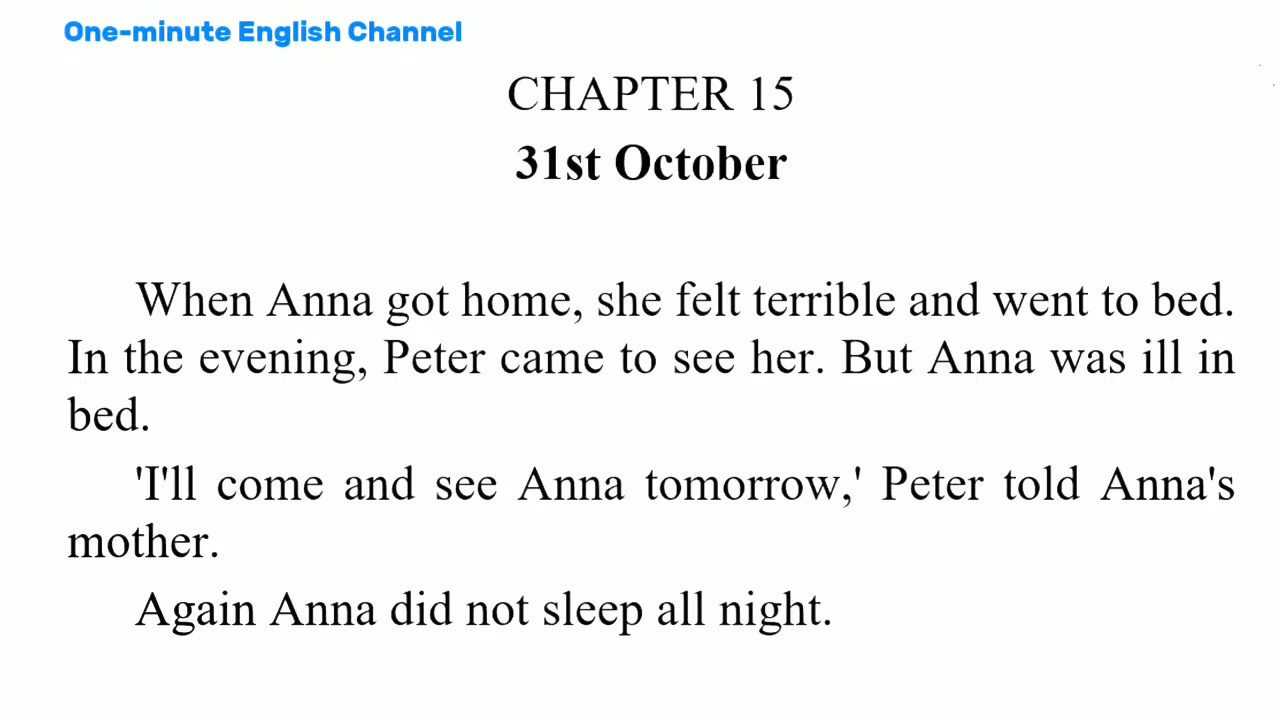 One-minute English Channel
CHAPTER 15
31st October
When Anna got home, she felt terrible and went to bed.
In the evening, Peter came to see her. But Anna was ill in
bed.
'I'll come and see Anna tomorrow,' Peter told Anna's
mother.
Again Anna did not sleep all night.